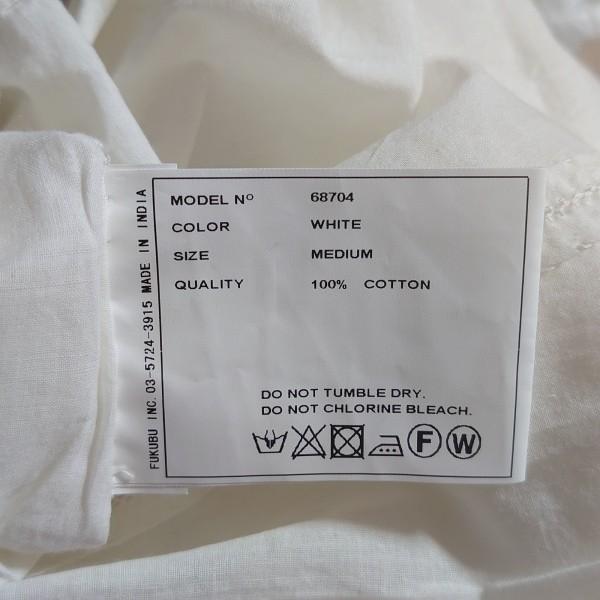 MODEL Nº 68704
COLOR WHITE
SIZE MEDIUM
QUALITY 100% COTTON
DO NOT TUMBLE DRY.
DO NOT CHLORINE BLEACH.
F W
FUKUBU INC. 03-5724-3915 MADE IN INDIA